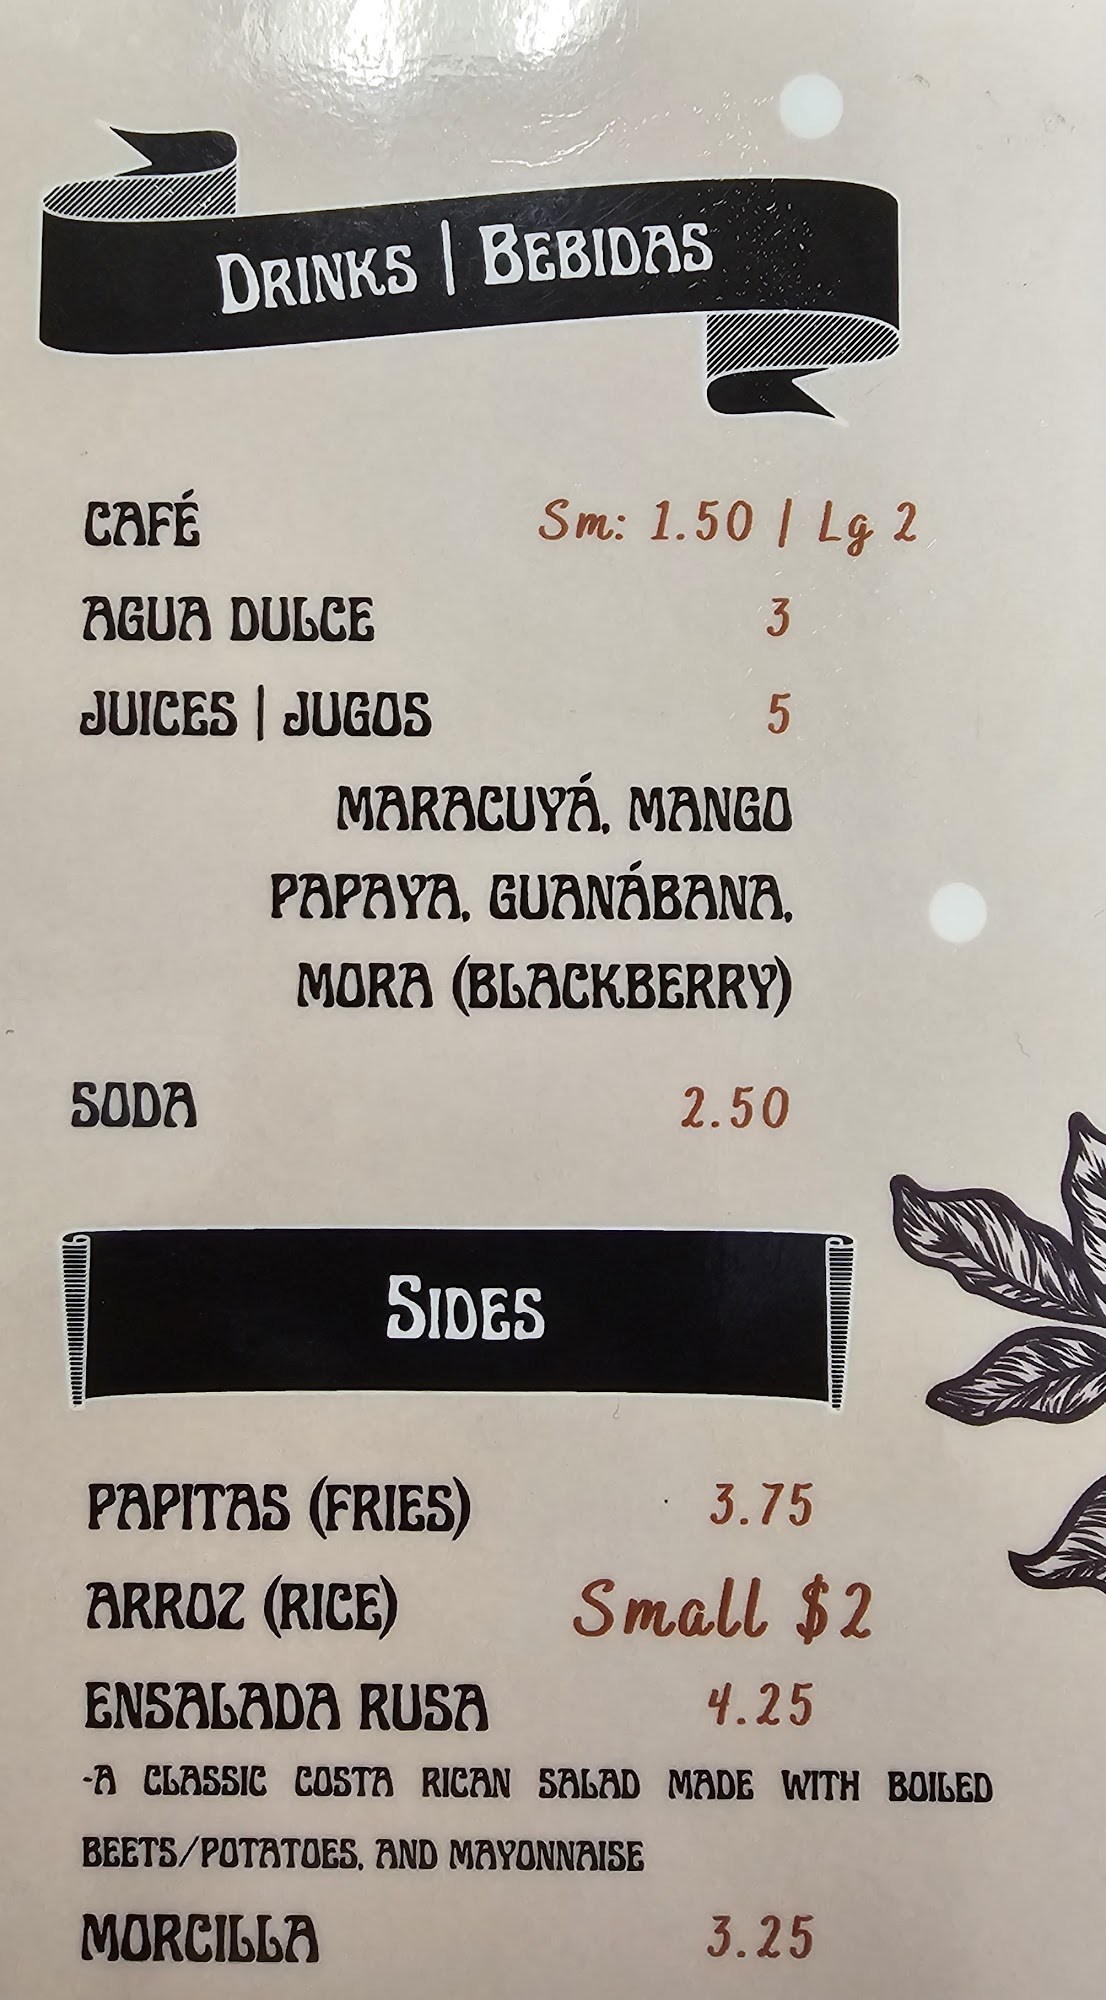 DRINKS | BEBIDAS
CAFÉ Sm: 1.50 | Lg 2
AGUA DULCE 3
JUICES | JUGOS 5
MARACUYÁ, MANGO
PAPAYA, GUANÁBANA,
MORA (BLACKBERRY)
SODA 2.50
SIDES
PAPITAS (FRIES) 3.75
ARROZ (RICE) Small $2
ENSALADA RUSA 4.25
-A CLASSIC COSTA RICAN SALAD MADE WITH BOILED
BEETS/POTATOES, AND MAYONNAISE
MORCILLA 3.25